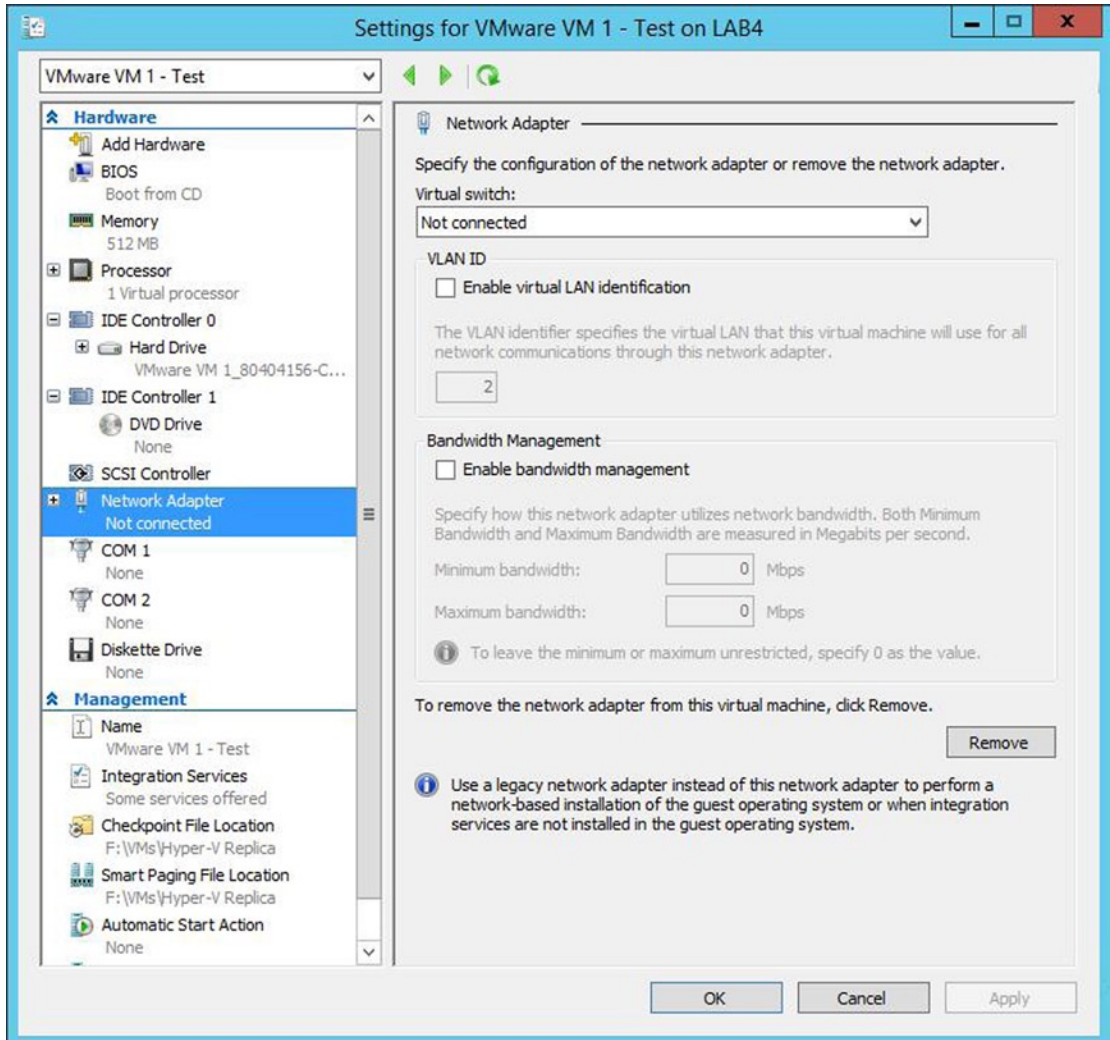 Settings for VMware VM 1 - Test on LAB4
VMware VM 1 - Test
Hardware
Add Hardware
BIOS
Boot from CD
Memory
512 MB
Processor
1 Virtual processor
IDE Controller 0
Hard Drive
VMware VM 1_80404156-C...
IDE Controller 1
DVD Drive
None
SCSI Controller
Network Adapter
Not connected
COM 1
None
COM 2
None
Diskette Drive
None
Management
Name
VMware VM 1 - Test
Integration Services
Some services offered
Checkpoint File Location
F:\VMs\Hyper-V Replica
Smart Paging File Location
F:\VMs\Hyper-V Replica
Automatic Start Action
None
Network Adapter
Specify the configuration of the network adapter or remove the network adapter.
Virtual switch:
Not connected
VLAN ID
Enable virtual LAN identification
The VLAN identifier specifies the virtual LAN that this virtual machine will use for all
network communications through this network adapter.
2
Bandwidth Management
Enable bandwidth management
Specify how this network adapter utilizes network bandwidth. Both Minimum
Bandwidth and Maximum Bandwidth are measured in Megabits per second.
Minimum bandwidth: 0 Mbps
Maximum bandwidth: 0 Mbps
To leave the minimum or maximum unrestricted, specify 0 as the value.
To remove the network adapter from this virtual machine, click Remove.
Remove
Use a legacy network adapter instead of this network adapter to perform a
network-based installation of the guest operating system or when integration
services are not installed in the guest operating system.
OK Cancel Apply